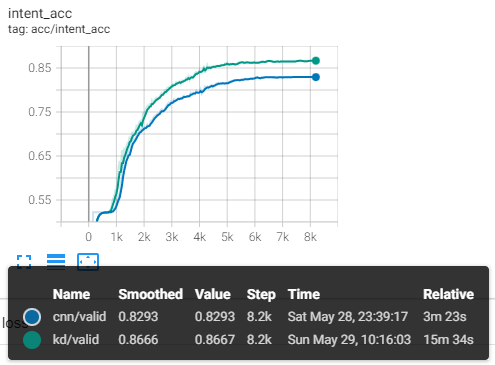 intent_acc
tag: acc/intent_acc
0.85
0.75
0.65
0.55
0 1k 2k 3k 4k 5k 6k 7k 8k
Name Smoothed Value Step Time Relative
cnn/valid 0.8293 0.8293 8.2k Sat May 28, 23:39:17 3m 23s
kd/valid 0.8666 0.8667 8.2k Sun May 29, 10:16:03 15m 34s
los